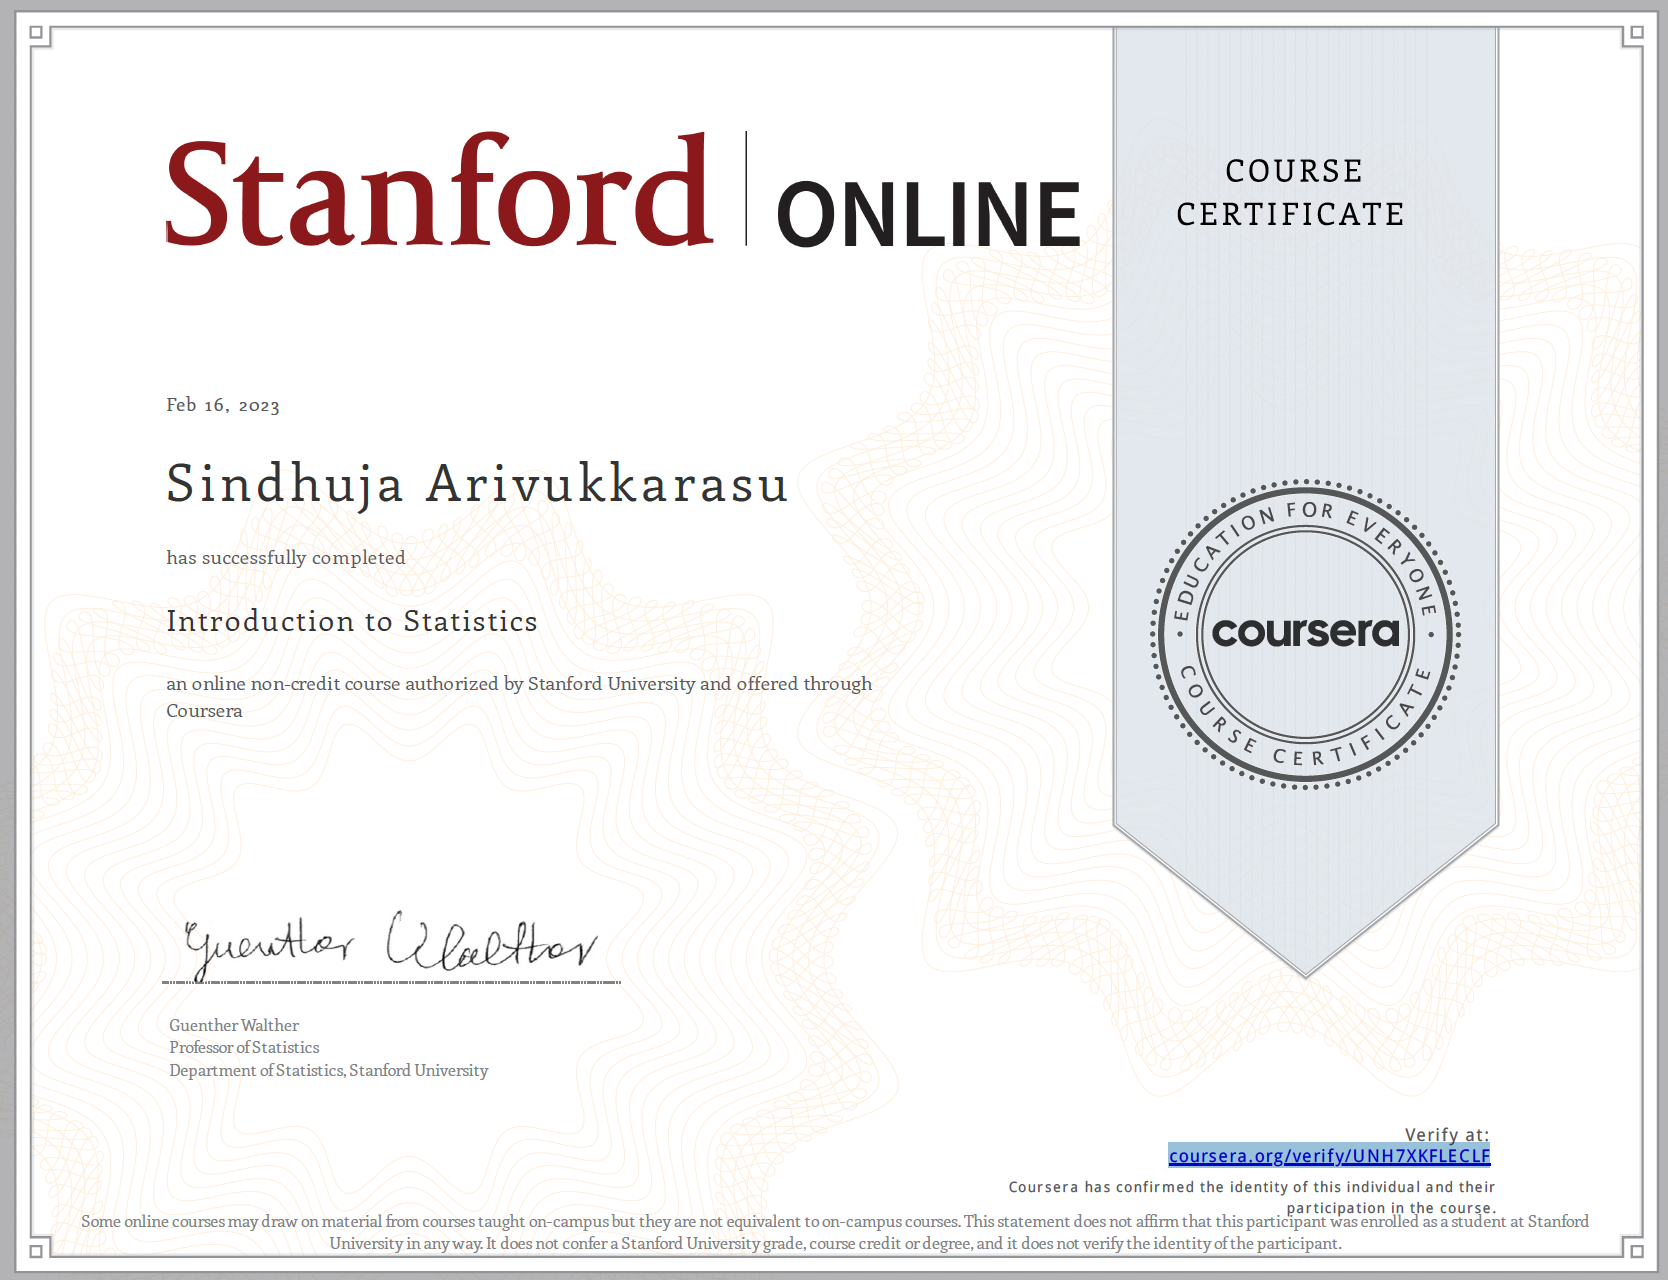 Stanford | ONLINE
COURSE
CERTIFICATE
Feb 16, 2023
Sindhuja Arivukkarasu
has successfully completed
Introduction to Statistics
an online non-credit course authorized by Stanford University and offered through
Coursera
EDUCATION FOR EVERYONE
coursera
COURSE CERTIFICATE
Guenther Walther
Guenther Walther
Professor of Statistics
Department of Statistics, Stanford University
Verify at:
coursera.org/verify/UNH7XKFLECLF
Coursera has confirmed the identity of this individual and their
participation in the course.
Some online courses may draw on material from courses taught on-campus but they are not equivalent to on-campus courses. This statement does not affirm that this participant was enrolled as a student at Stanford
University in any way. It does not confer a Stanford University grade, course credit or degree, and it does not verify the identity of the participant.